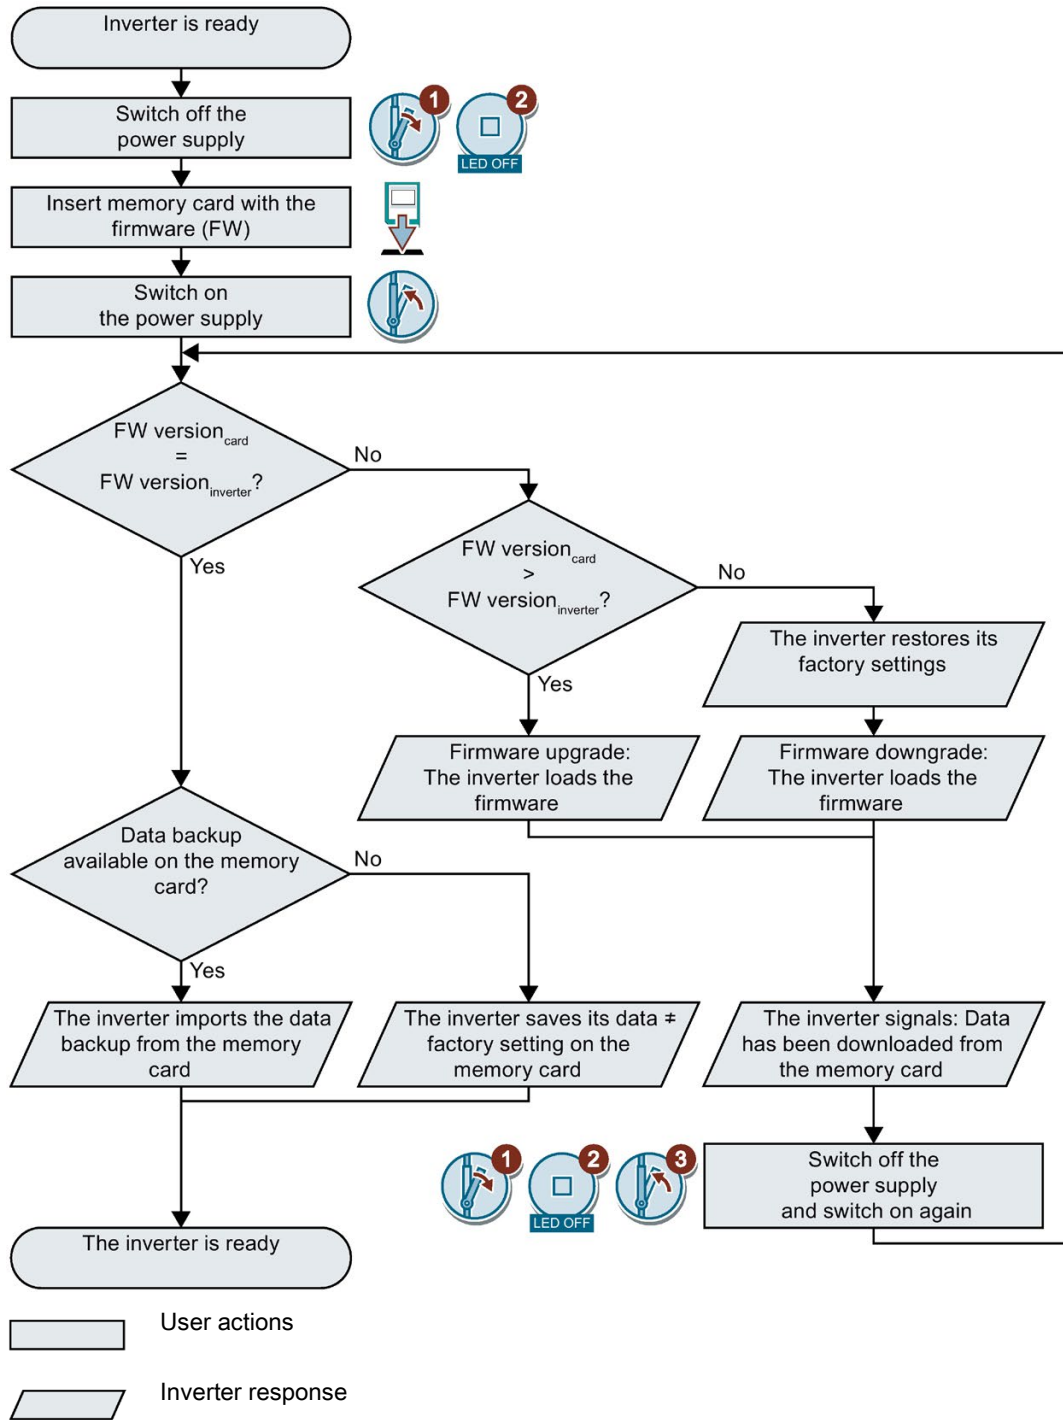 Inverter is ready
Switch off the
power supply
1
2
LED OFF
Insert memory card with the
firmware (FW)
Switch on
the power supply
FW version card
=
FW version inverter?
No
Yes
FW version card
>
FW version inverter?
No
Yes
The inverter restores its
factory settings
Firmware upgrade:
The inverter loads the
firmware
Firmware downgrade:
The inverter loads the
firmware
Data backup
available on the memory
card?
No
Yes
The inverter imports the data
backup from the memory
card
The inverter saves its data ≠
factory setting on the
memory card
The inverter signals: Data
has been downloaded from
the memory card
1
2
3
LED OFF
Switch off the
power supply
and switch on again
The inverter is ready
User actions
Inverter response